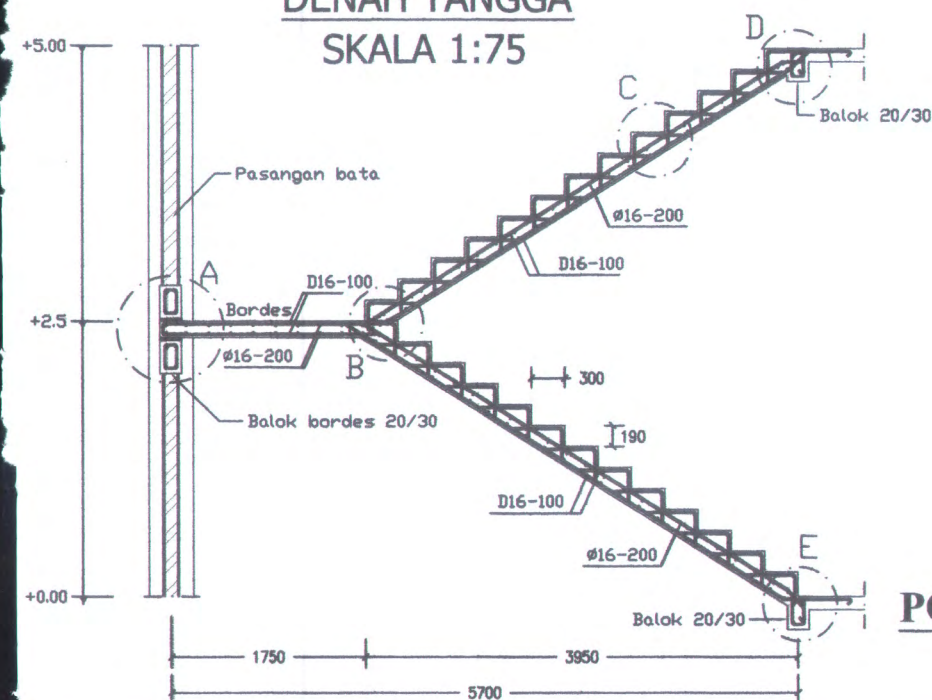 DENAH TANGGA
SKALA 1:75
D
+5.00
C
Balok 20/30
Pasangan bata
ø16-200
D16-100
A
D16-100
Bordes
+2.5
ø16-200
B
300
Balok bordes 20/30
190
D16-100
ø16-200
E
+0.00
Balok 20/30
1750
3950
5700